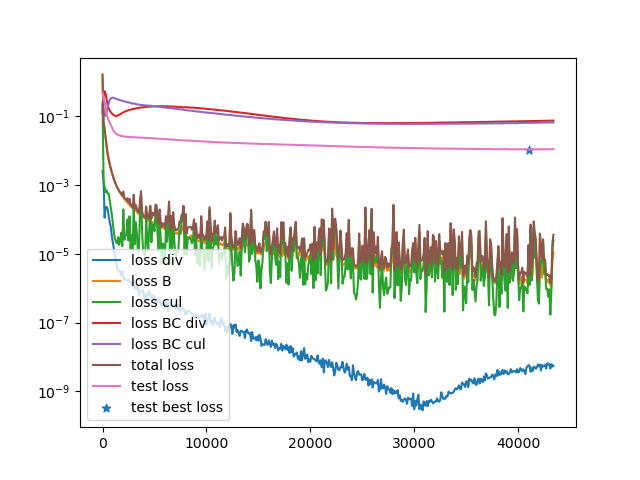 10⁻¹
10⁻³
10⁻⁵
10⁻⁷
10⁻⁹
loss div
loss B
loss cul
loss BC div
loss BC cul
total loss
test loss
test best loss
0 10000 20000 30000 40000